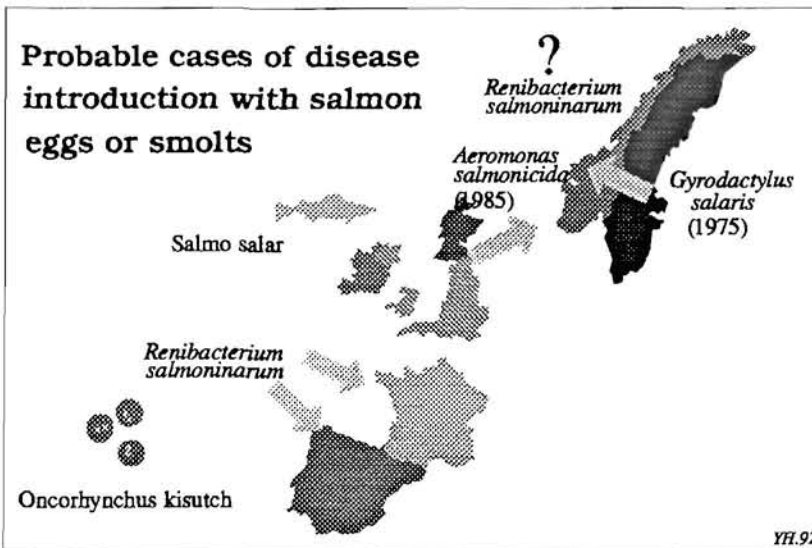 Probable cases of disease
introduction with salmon
eggs or smolts
?
Renibacterium
salmoninarum
Aeromonas
salmonicida
(1985)
Gyrodactylus
salaris
(1975)
Salmo salar
Renibacterium
salmoninarum
Oncorhynchus kisutch